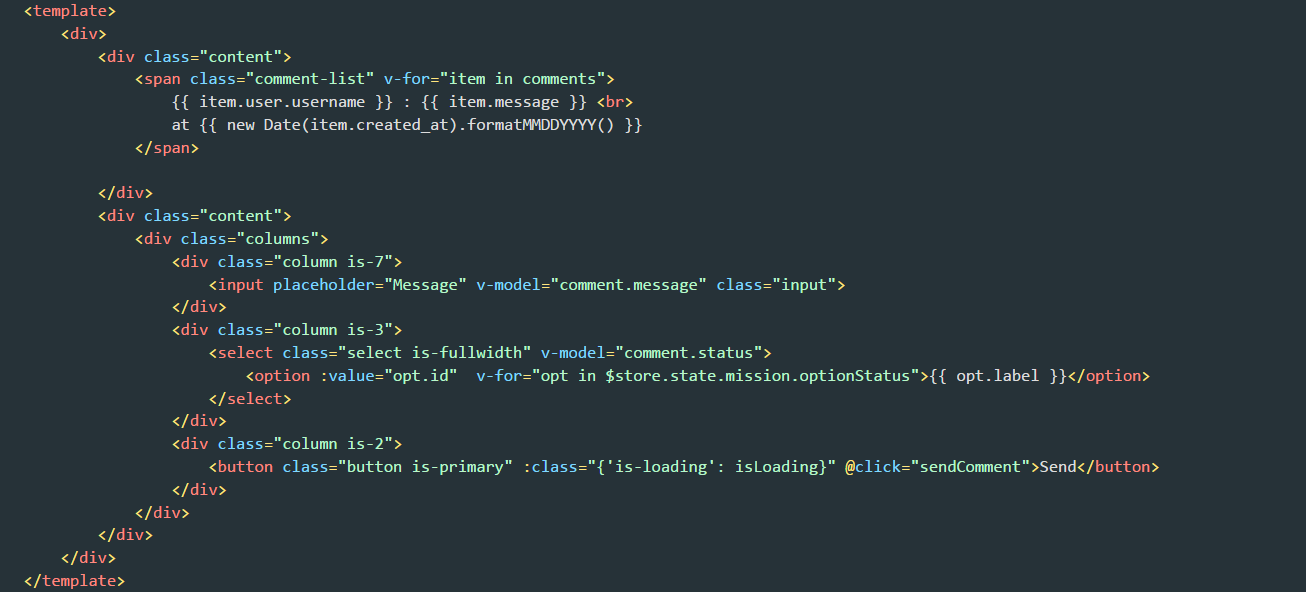 <template>
    <div>
        <div class="content">
            <span class="comment-list" v-for="item in comments">
                {{ item.user.username }} : {{ item.message }} <br>
                at {{ new Date(item.created_at).formatMMDDYYYY() }}
            </span>

        </div>
        <div class="content">
            <div class="columns">
                <div class="column is-7">
                    <input placeholder="Message" v-model="comment.message" class="input">
                </div>
                <div class="column is-3">
                    <select class="select is-fullwidth" v-model="comment.status">
                        <option :value="opt.id"  v-for="opt in $store.state.mission.optionStatus">{{ opt.label }}</option>
                    </select>
                </div>
                <div class="column is-2">
                    <button class="button is-primary" :class="{'is-loading': isLoading}" @click="sendComment">Send</button>
                </div>
            </div>
        </div>
    </div>
</template>